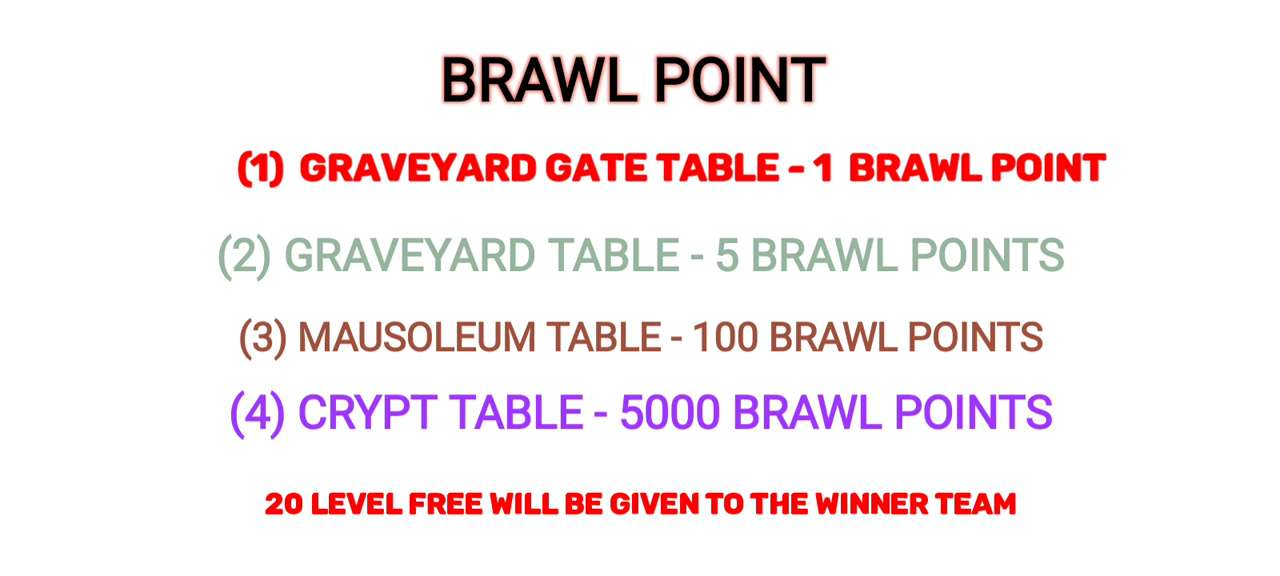 BRAWL POINT
(1) GRAVEYARD GATE TABLE - 1 BRAWL POINT
(2) GRAVEYARD TABLE - 5 BRAWL POINTS
(3) MAUSOLEUM TABLE - 100 BRAWL POINTS
(4) CRYPT TABLE - 5000 BRAWL POINTS
20 LEVEL FREE WILL BE GIVEN TO THE WINNER TEAM